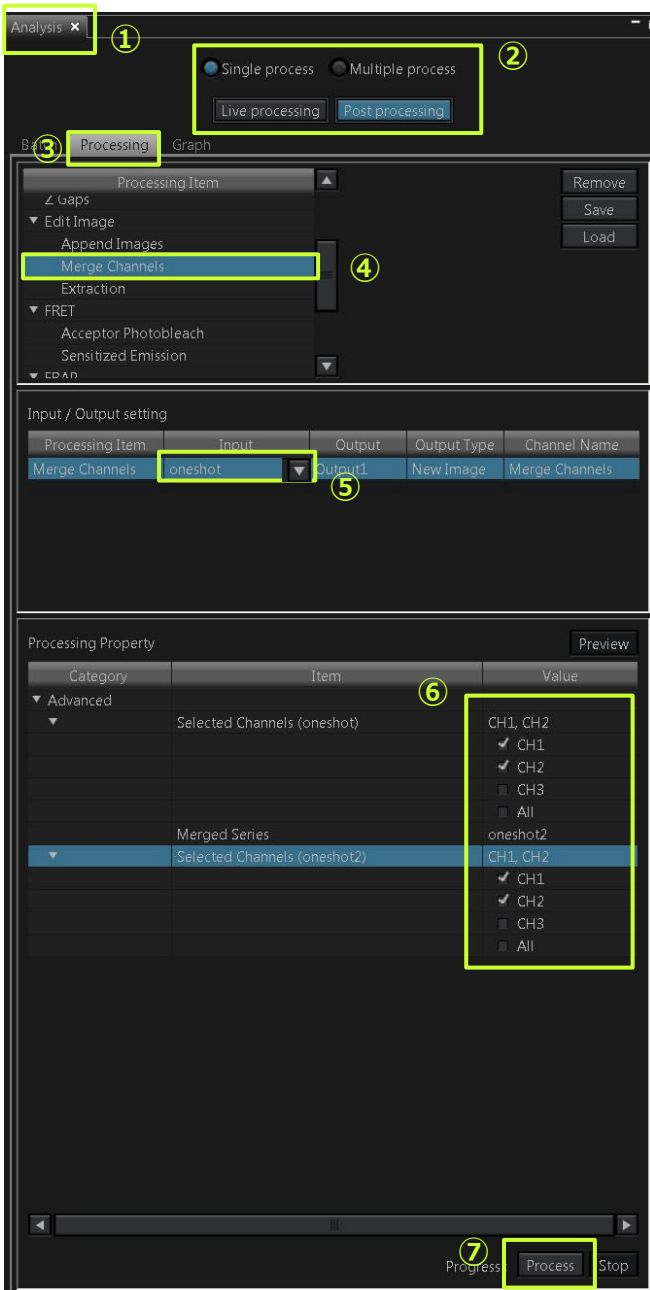 Analysis ×
①
Single process Multiple process
②
Live processing Post processing
③ Processing Graph
Processing Item
Remove
Z Gaps
Save
Edit Image
Load
Append Images
Merge Channels
④
Extraction
FRET
Acceptor Photobleach
Sensitized Emission
FRAP
Input / Output setting
Processing Item Input Output Output Type Channel Name
Merge Channels oneshot Output1 New Image Merge Channels
⑤
Processing Property
Preview
Category Item Value
⑥
Advanced
Selected Channels (oneshot) CH1, CH2
CH1
CH2
CH3
All
Merged Series oneshot2
Selected Channels (oneshot2) CH1, CH2
CH1
CH2
CH3
All
⑦
Progress: Process Stop